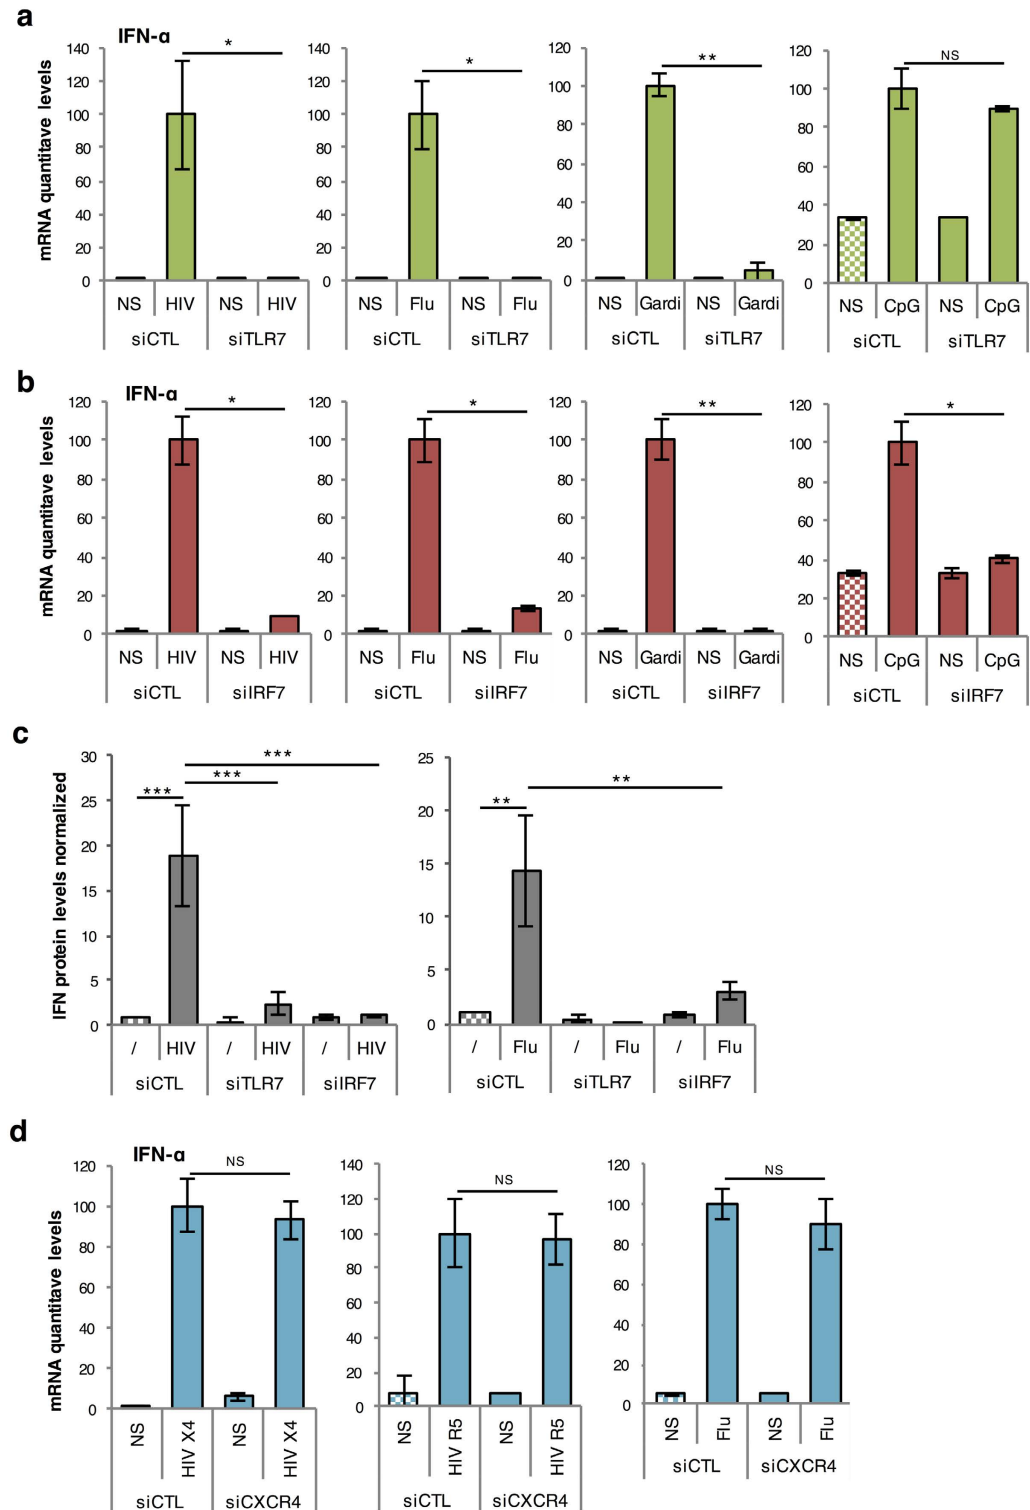 a
IFN-α
mRNA quantitave levels
140
120
100
80
60
40
20
0
*
NS HIV NS HIV
siCTL siTLR7
140
120
100
80
60
40
20
0
*
NS Flu NS Flu
siCTL siTLR7
120
100
80
60
40
20
0
**
NS Gardi NS Gardi
siCTL siTLR7
120
100
80
60
40
20
0
NS
NS CpG NS CpG
siCTL siTLR7
b
IFN-α
mRNA quantitave levels
120
100
80
60
40
20
0
*
NS HIV NS HIV
siCTL siIRF7
120
100
80
60
40
20
0
*
NS Flu NS Flu
siCTL siIRF7
120
100
80
60
40
20
0
**
NS Gardi NS Gardi
siCTL siIRF7
120
100
80
60
40
20
0
*
NS CpG NS CpG
siCTL siIRF7
c
IFN protein levels normalized
30
25
20
15
10
5
0
***
***
***
/ HIV / HIV / HIV
siCTL siTLR7 siIRF7
25
20
15
10
5
0
**
**
/ Flu / Flu / Flu
siCTL siTLR7 siIRF7
d
IFN-α
mRNA quantitave levels
120
100
80
60
40
20
0
NS
NS HIV X4 NS HIV X4
siCTL siCXCR4
140
120
100
80
60
40
20
0
NS
NS HIV R5 NS HIV R5
siCTL siCXCR4
120
100
80
60
40
20
0
NS
NS Flu NS Flu
siCTL siCXCR4